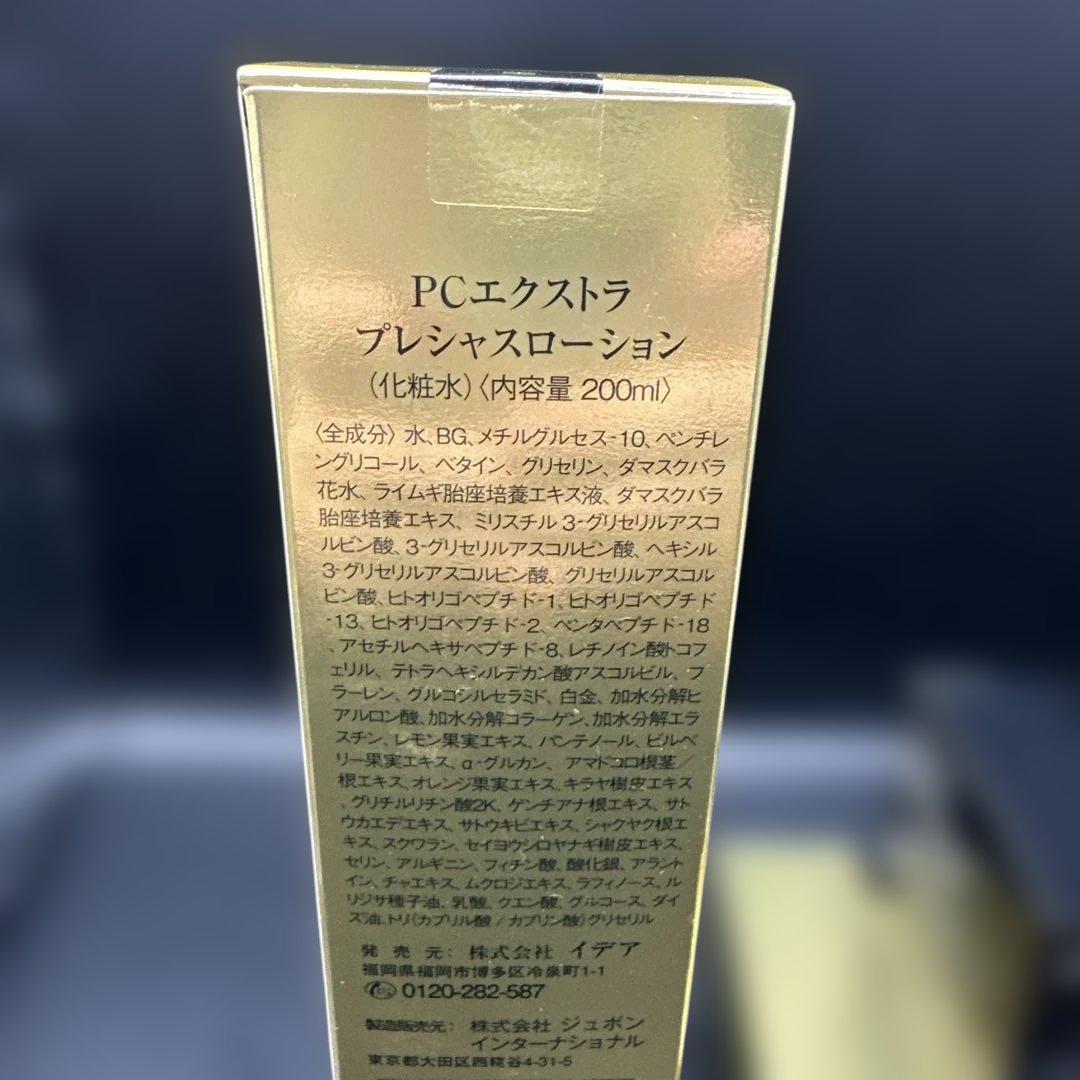 PCエクストラ
プレシャスローション
(化粧水)〈内容量 200ml〉
〈全成分〉水、BG、メチルグルセス-10、ペンチレ
ングリコール、ベタイン、グリセリン、ダマスクバラ
花水、ライムギ胎座培養エキス液、ダマスクバラ
胎座培養エキス、ミリスチル3-グリセリルアスコ
ルビン酸、3-グリセリルアスコルビン酸、ヘキシル
3-グリセリルアスコルビン酸、グリセリルアスコル
ビン酸、ヒトオリゴペプチド-1、ヒトオリゴペプチド
-13、ヒトオリゴペプチド-2、ペンタペプチド-18
、アセチルヘキサペプチド-8、レチノイン酸トコフ
ェリル、テトラヘキシルデカン酸アスコルビル、フ
ラーレン、グルコシルセラミド、白金、加水分解ヒ
アルロン酸、加水分解コラーゲン、加水分解エラ
スチン、レモン果実エキス、パンテノール、ビルベ
リー果実エキス、α-グルカン、アマドコロ根茎/
根エキス、オレンジ果実エキス、キラヤ樹皮エキス
、グリチルリチン酸2K、ゲンチアナ根エキス、サト
ウカエデエキス、サトウキビエキス、シャクヤク根エ
キス、スクワラン、セイヨウシロヤナギ樹皮エキス、
セリン、アルギニン、フィチン酸、酸化銀、アラント
イン、チャエキス、ムクロジエキス、ラフィノース、ル
リジサ種子油、乳酸、クエン酸、グルコース、ダイ
ズ油、トリ(カプリル酸/カプリン酸)グリセリル
発売元: 株式会社 イデア
福岡県福岡市博多区冷泉町1-1
0120-282-587
製造販売元: 株式会社 ジュポン
インターナショナル
東京都大田区西糀谷4-31-5